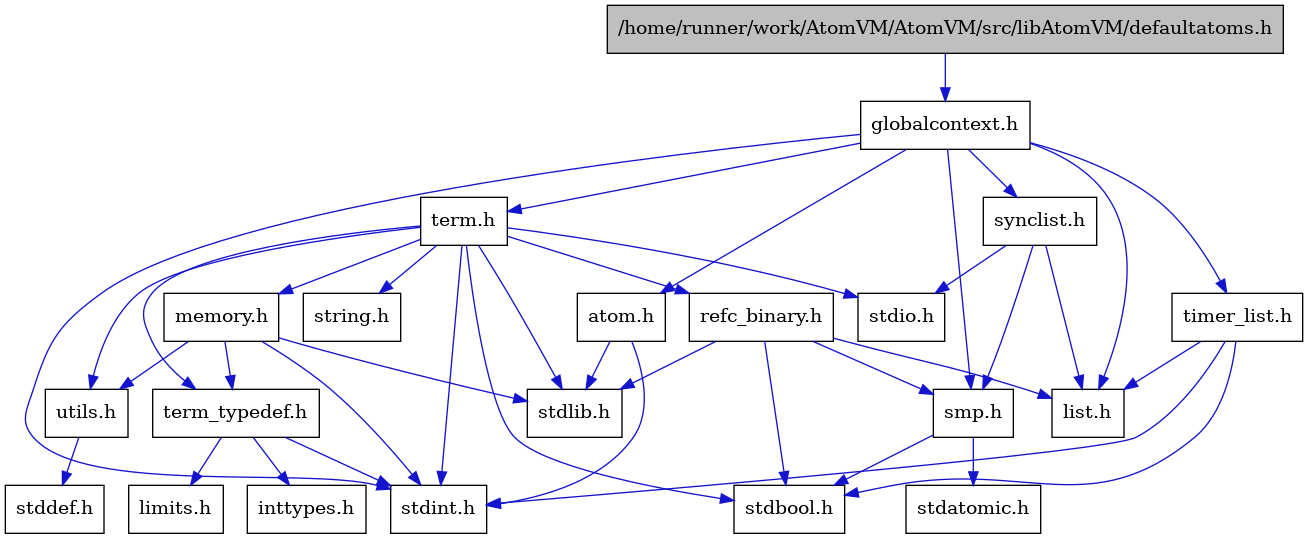 /home/runner/work/AtomVM/AtomVM/src/libAtomVM/defaultatoms.h
globalcontext.h
term.h
synclist.h
memory.h
string.h
atom.h
refc_binary.h
stdio.h
timer_list.h
utils.h
term_typedef.h
stdlib.h
smp.h
list.h
stddef.h
limits.h
inttypes.h
stdint.h
stdbool.h
stdatomic.h